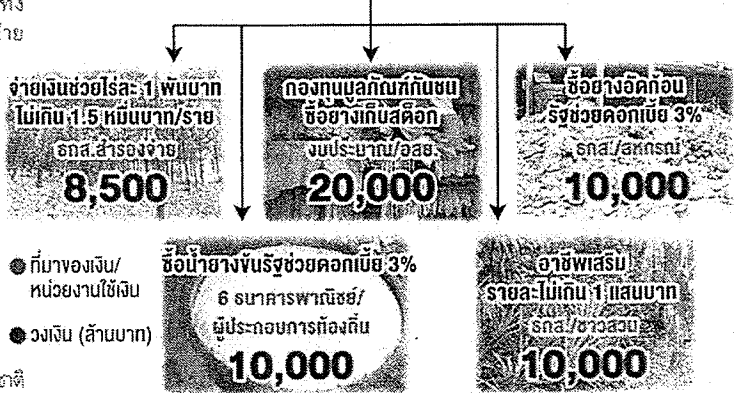 จ่ายเงินช่วยไร่ละ 1 พันบาท
ไม่เกิน 1.5 หมื่นบาท/ราย
ธกส.สำรองจ่าย
8,500
กองทุนมูลภัณฑ์กันชน
ซื้อยางเก็บสต็อก
งบประมาณ/อสย.
20,000
ซื้อยางอัดก้อน
รัฐช่วยดอกเบี้ย 3%
ธกส./สหกรณ์
10,000
ที่มาของเงิน/
หน่วยงานใช้เงิน
วงเงิน (ล้านบาท)
ซื้อน้ำยางข้นรัฐช่วยดอกเบี้ย 3%
6 ธนาคารพาณิชย์/
ผู้ประกอบการท้องถิ่น
10,000
อาชีพเสริม
รายละไม่เกิน 1 แสนบาท
ธกส./ชาวสวน
10,000